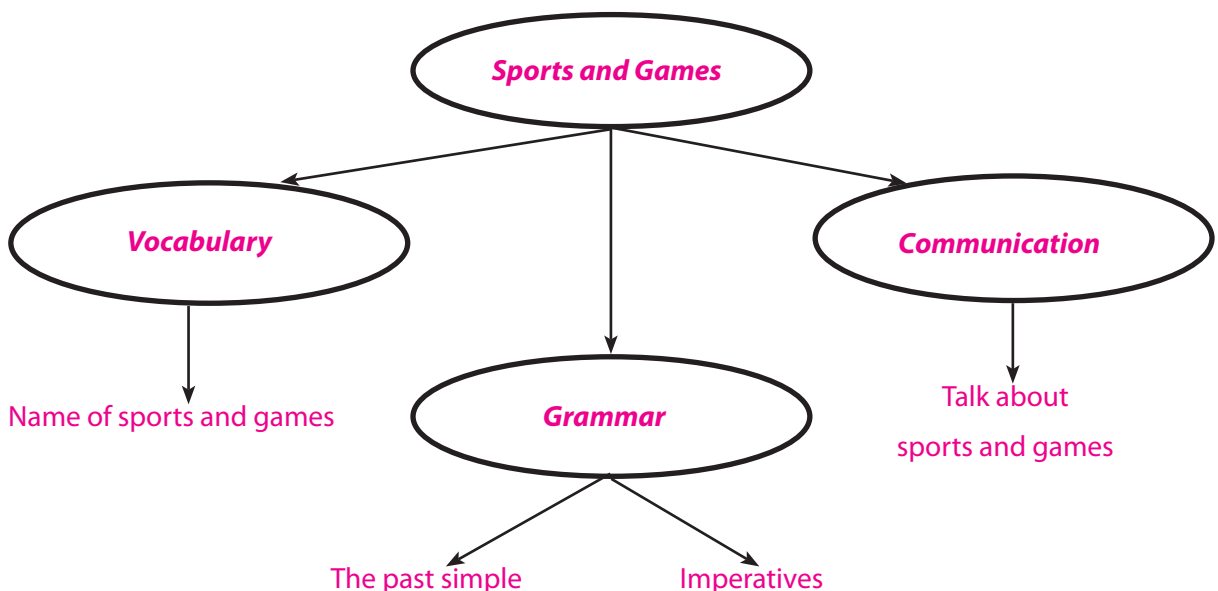 Sports and Games
Vocabulary
Communication
Name of sports and games
Grammar
Talk about
sports and games
The past simple
Imperatives